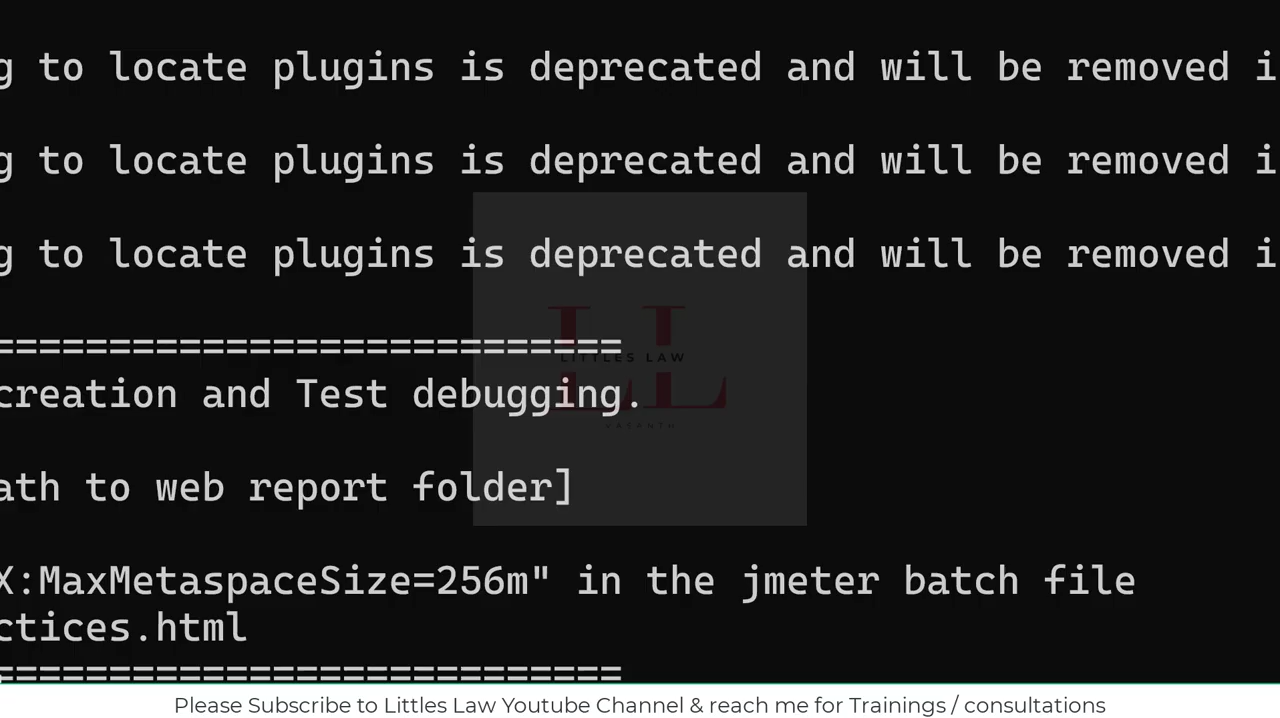 g to locate plugins is deprecated and will be removed i
g to locate plugins is deprecated and will be removed i
g to locate plugins is deprecated and will be removed i
===========================
creation and Test debugging.
LITTLES LAW
VASANTH
ath to web report folder]
X:MaxMetaspaceSize=256m" in the jmeter batch file
ctices.html
===========================
Please Subscribe to Littles Law Youtube Channel & reach me for Trainings / consultations